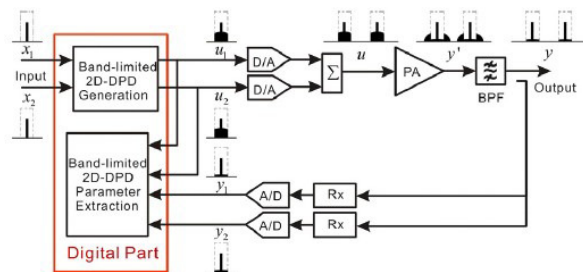 x1
Input
x2
Band-limited
2D-DPD
Generation
u1
D/A
u2
D/A
Σ
u
PA
y'
BPF
y
Output
Band-limited
2D-DPD
Parameter
Extraction
y1
A/D
Rx
y2
A/D
Rx
Digital Part